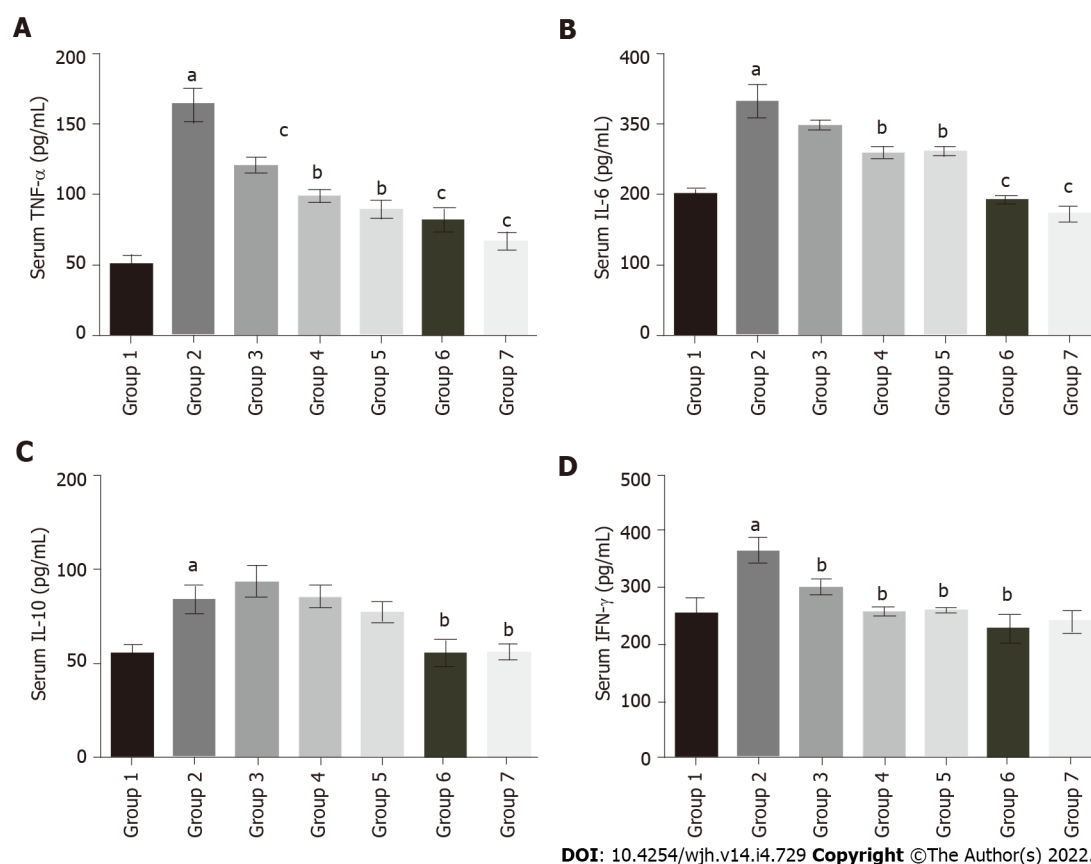 A
Serum TNF-α (pg/mL)
200
150
100
50
0
a
c
b
b
c
c
Group 1
Group 2
Group 3
Group 4
Group 5
Group 6
Group 7
B
Serum IL-6 (pg/mL)
400
350
200
100
0
a
b
b
c
c
Group 1
Group 2
Group 3
Group 4
Group 5
Group 6
Group 7
C
Serum IL-10 (pg/mL)
200
100
50
0
a
b
b
Group 1
Group 2
Group 3
Group 4
Group 5
Group 6
Group 7
D
Serum IFN-γ (pg/mL)
500
400
300
200
100
0
a
b
b
b
b
Group 1
Group 2
Group 3
Group 4
Group 5
Group 6
Group 7
DOI: 10.4254/wjh.v14.i4.729 Copyright ©The Author(s) 2022.